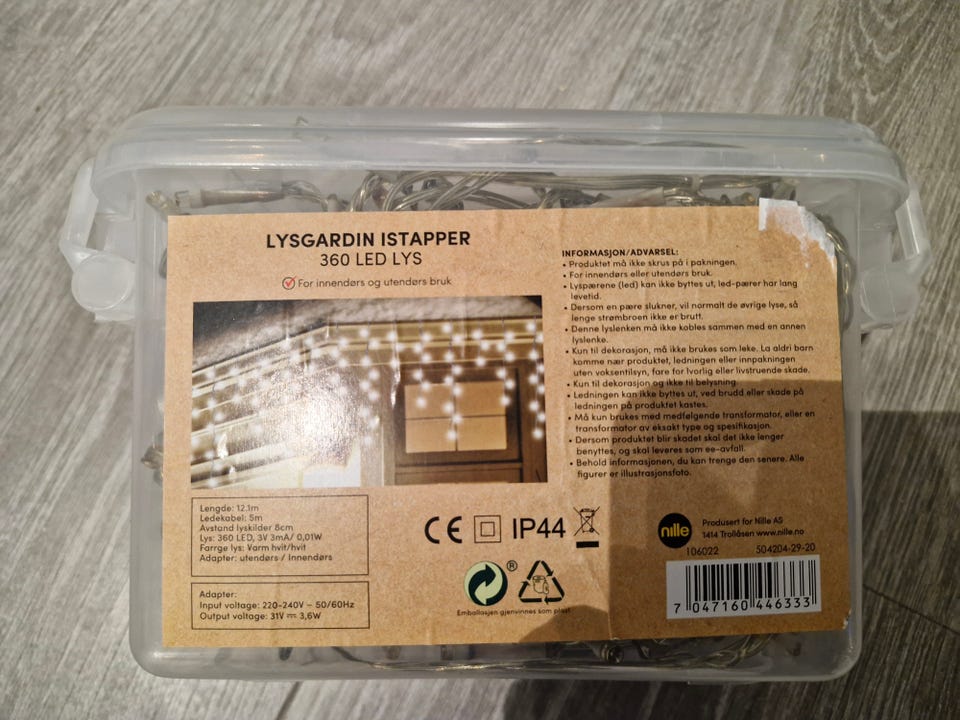 LYSGARDIN ISTAPPER
360 LED LYS
For innendørs og utendørs bruk
INFORMASJON/ADVARSEL:
• Produktet må ikke skrus på i pakningen.
• For innendørs eller utendørs bruk.
• Lyspærene (led) kan ikke byttes ut, led-pærer har lang
levetid.
• Dersom en pære slukner, vil normalt de øvrige lyse, så
lenge strømbroen ikke er brutt.
• Denne lyslenken må ikke kobles sammen med en annen
lyslenke.
• Kun til dekorasjon, må ikke brukes som leke. La aldri barn
komme nær produktet, ledningen eller innpakningen
uten voksentilsyn, fare for lvorlig eller livstruende skade.
• Kun til dekorasjon og ikke til belysning.
• Ledningen kan ikke byttes ut, ved brudd eller skade på
ledningen på produktet kastes.
• Må kun brukes med medfølgende transformator, eller en
transformator av eksakt type og spesifikasjon.
• Dersom produktet blir skadet skal det ikke lenger
benyttes, og skal leveres som ee-avfall.
• Behold informasjonen, du kan trenge den senere. Alle
figurer er illustrasjonsfoto.
Lengde: 12.1m
Ledekabel: 5m
Avstand lyskilder 8cm
Lys: 360 LED, 3V 3mA/ 0,01W
Farrge lys: Varm hvit/hvit
Adapter: utendørs / Innendørs
Adapter:
Input voltage: 220-240V ~ 50/60Hz
Output voltage: 31V ⎓ 3,6W
CE IP44
®
Emballasjen gjenvinnes som plast
nille
Produsert for Nille AS
1414 Trollåsen www.nille.no
106022 504204-29-20
7 047160 446333